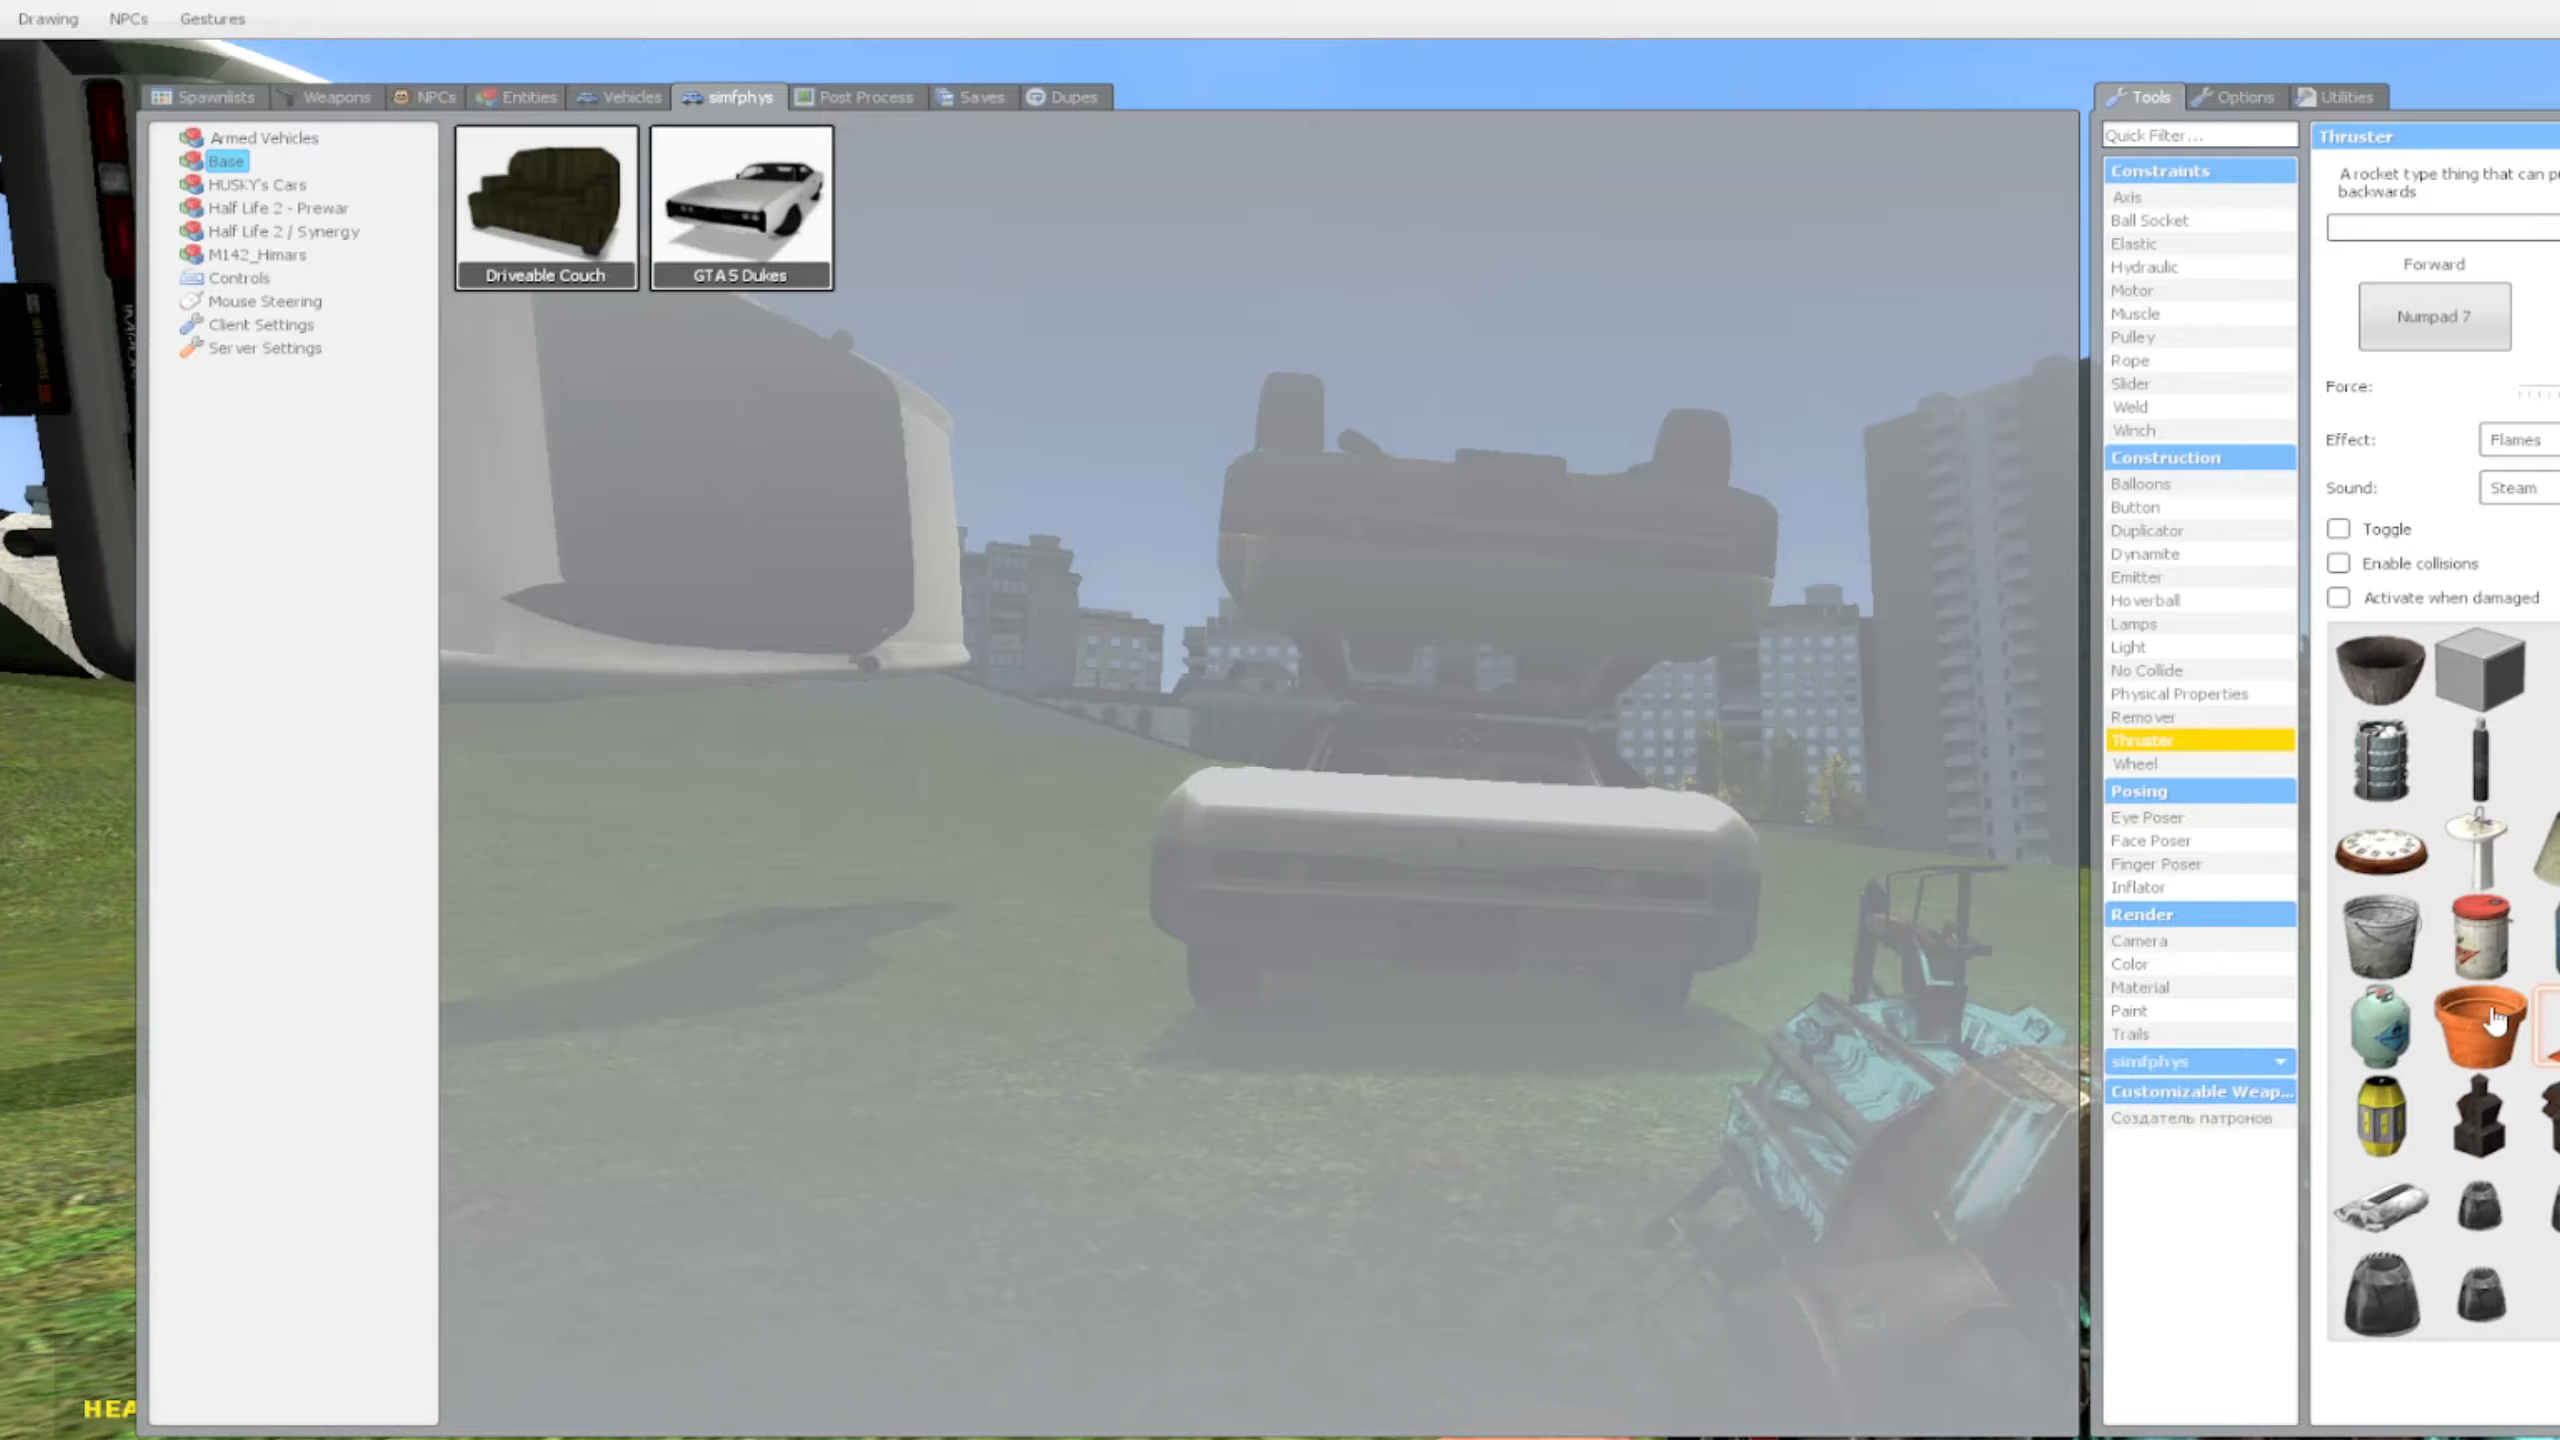 Drawing NPCs Gestures
Spawnlists Weapons NPCs Entities Vehicles simfphys Post Process Saves Dupes
Armed Vehicles
Base
HUSKY's Cars
Half Life 2 - Prewar
Half Life 2 / Synergy
M142_Himars
Controls
Mouse Steering
Client Settings
Server Settings
Driveable Couch
GTA 5 Dukes
Tools Options Utilities
Quick Filter...
Constraints
Axis
Ball Socket
Elastic
Hydraulic
Motor
Muscle
Pulley
Rope
Slider
Weld
Winch
Construction
Balloons
Button
Duplicator
Dynamite
Emitter
Hoverball
Lamps
Light
No Collide
Physical Properties
Remover
Thruster
Wheel
Posing
Eye Poser
Face Poser
Finger Poser
Inflator
Render
Camera
Color
Material
Paint
Trails
simfphys
Customizable Weap...
Создатель патронов
Thruster
A rocket type thing that can p
backwards
Forward
Numpad 7
Force:
Effect: Flames
Sound: Steam
Toggle
Enable collisions
Activate when damaged
HEA